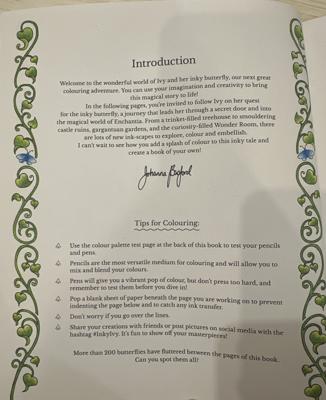 Introduction
Welcome to the wonderful world of Ivy and her inky butterfly, our next great
colouring adventure. You can use your imagination and creativity to bring
this magical story to life!
In the following pages, you're invited to follow Ivy on her quest
for the inky butterfly, a journey that leads her through a secret door and into
the magical world of Enchantia. From a trinket-filled treehouse to smouldering
castle ruins, gargantuan gardens, and the curiosity-filled Wonder Room, there
are lots of new ink-scapes to explore, colour and embellish.
I can't wait to see how you add a splash of colour to this inky tale and
create a book of your own!
Johanna Basford
Tips for Colouring:
Use the colour palette test page at the back of this book to test your pencils
and pens.
Pencils are the most versatile medium for colouring and will allow you to
mix and blend your colours.
Pens will give you a vibrant pop of colour, but don't press too hard, and
remember to test them before you dive in!
Pop a blank sheet of paper beneath the page you are working on to prevent
indenting the page below and to catch any ink transfer.
Don't worry if you go over the lines.
Share your creations with friends or post pictures on social media with the
hashtag #InkyIvy. It's fun to show off your masterpieces!
More than 200 butterflies have fluttered between the pages of this book.
Can you spot them all?